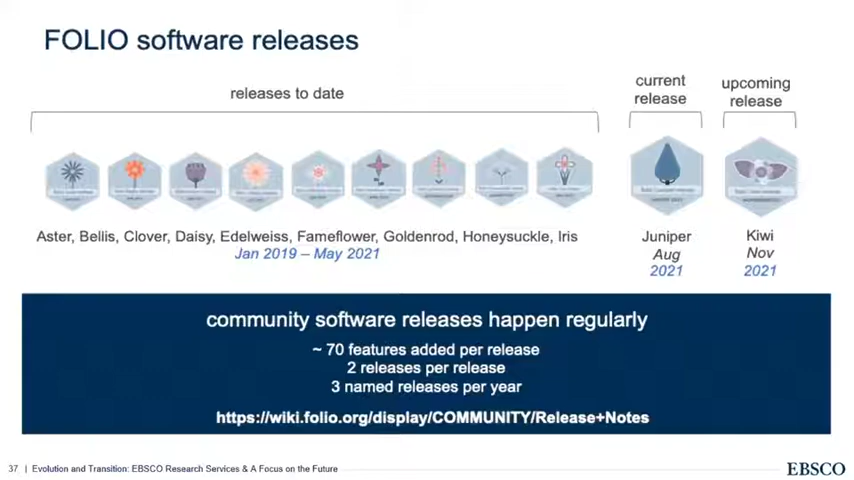 FOLIO software releases
releases to date
current
release
upcoming
release
Aster, Bellis, Clover, Daisy, Edelweiss, Fameflower, Goldenrod, Honeysuckle, Iris
Jan 2019 – May 2021
Juniper
Aug
2021
Kiwi
Nov
2021
community software releases happen regularly
~ 70 features added per release
2 releases per release
3 named releases per year
https://wiki.folio.org/display/COMMUNITY/Release+Notes
37 | Evolution and Transition: EBSCO Research Services & A Focus on the Future
EBSCO